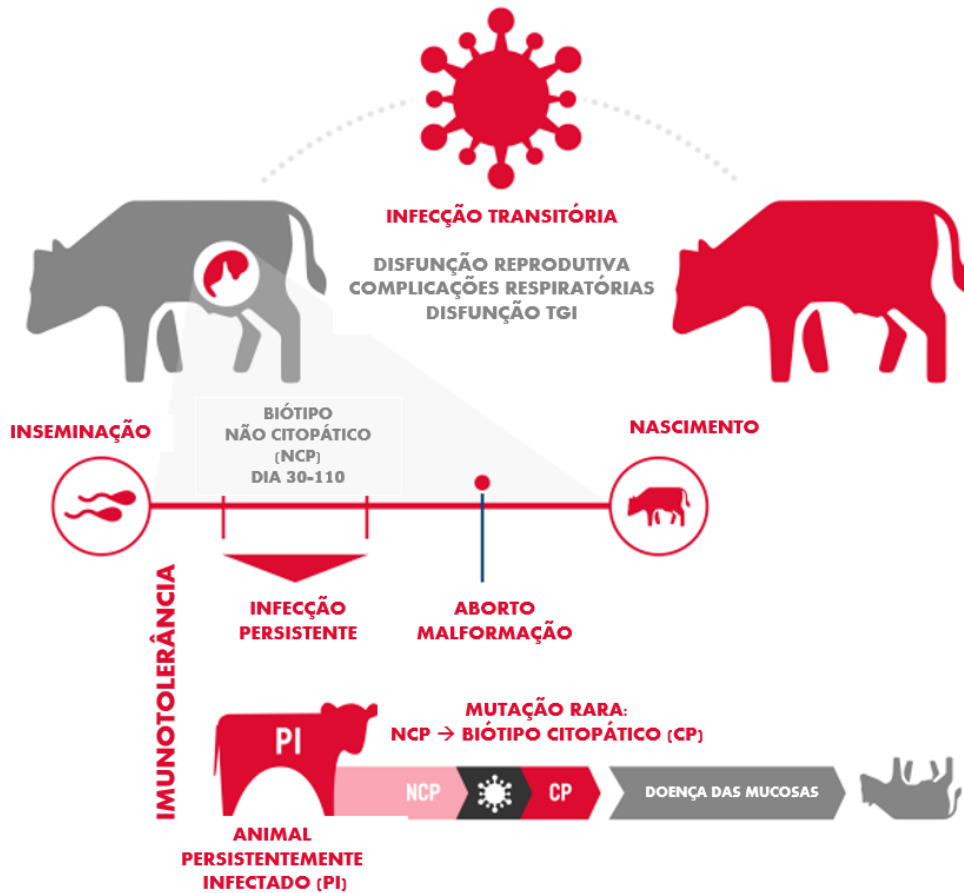 INFECÇÃO TRANSITÓRIA
DISFUNÇÃO REPRODUTIVA
COMPLICAÇÕES RESPIRATÓRIAS
DISFUNÇÃO TGI
INSEMINAÇÃO
BIÓTIPO
NÃO CITOPÁTICO
(NCP)
DIA 30-110
NASCIMENTO
IMUNOTOLERÂNCIA
INFECÇÃO
PERSISTENTE
ABORTO
MALFORMAÇÃO
PI
MUTAÇÃO RARA:
NCP → BIÓTIPO CITOPÁTICO (CP)
NCP
CP
DOENÇA DAS MUCOSAS
ANIMAL
PERSISTENTEMENTE
INFECTADO (PI)